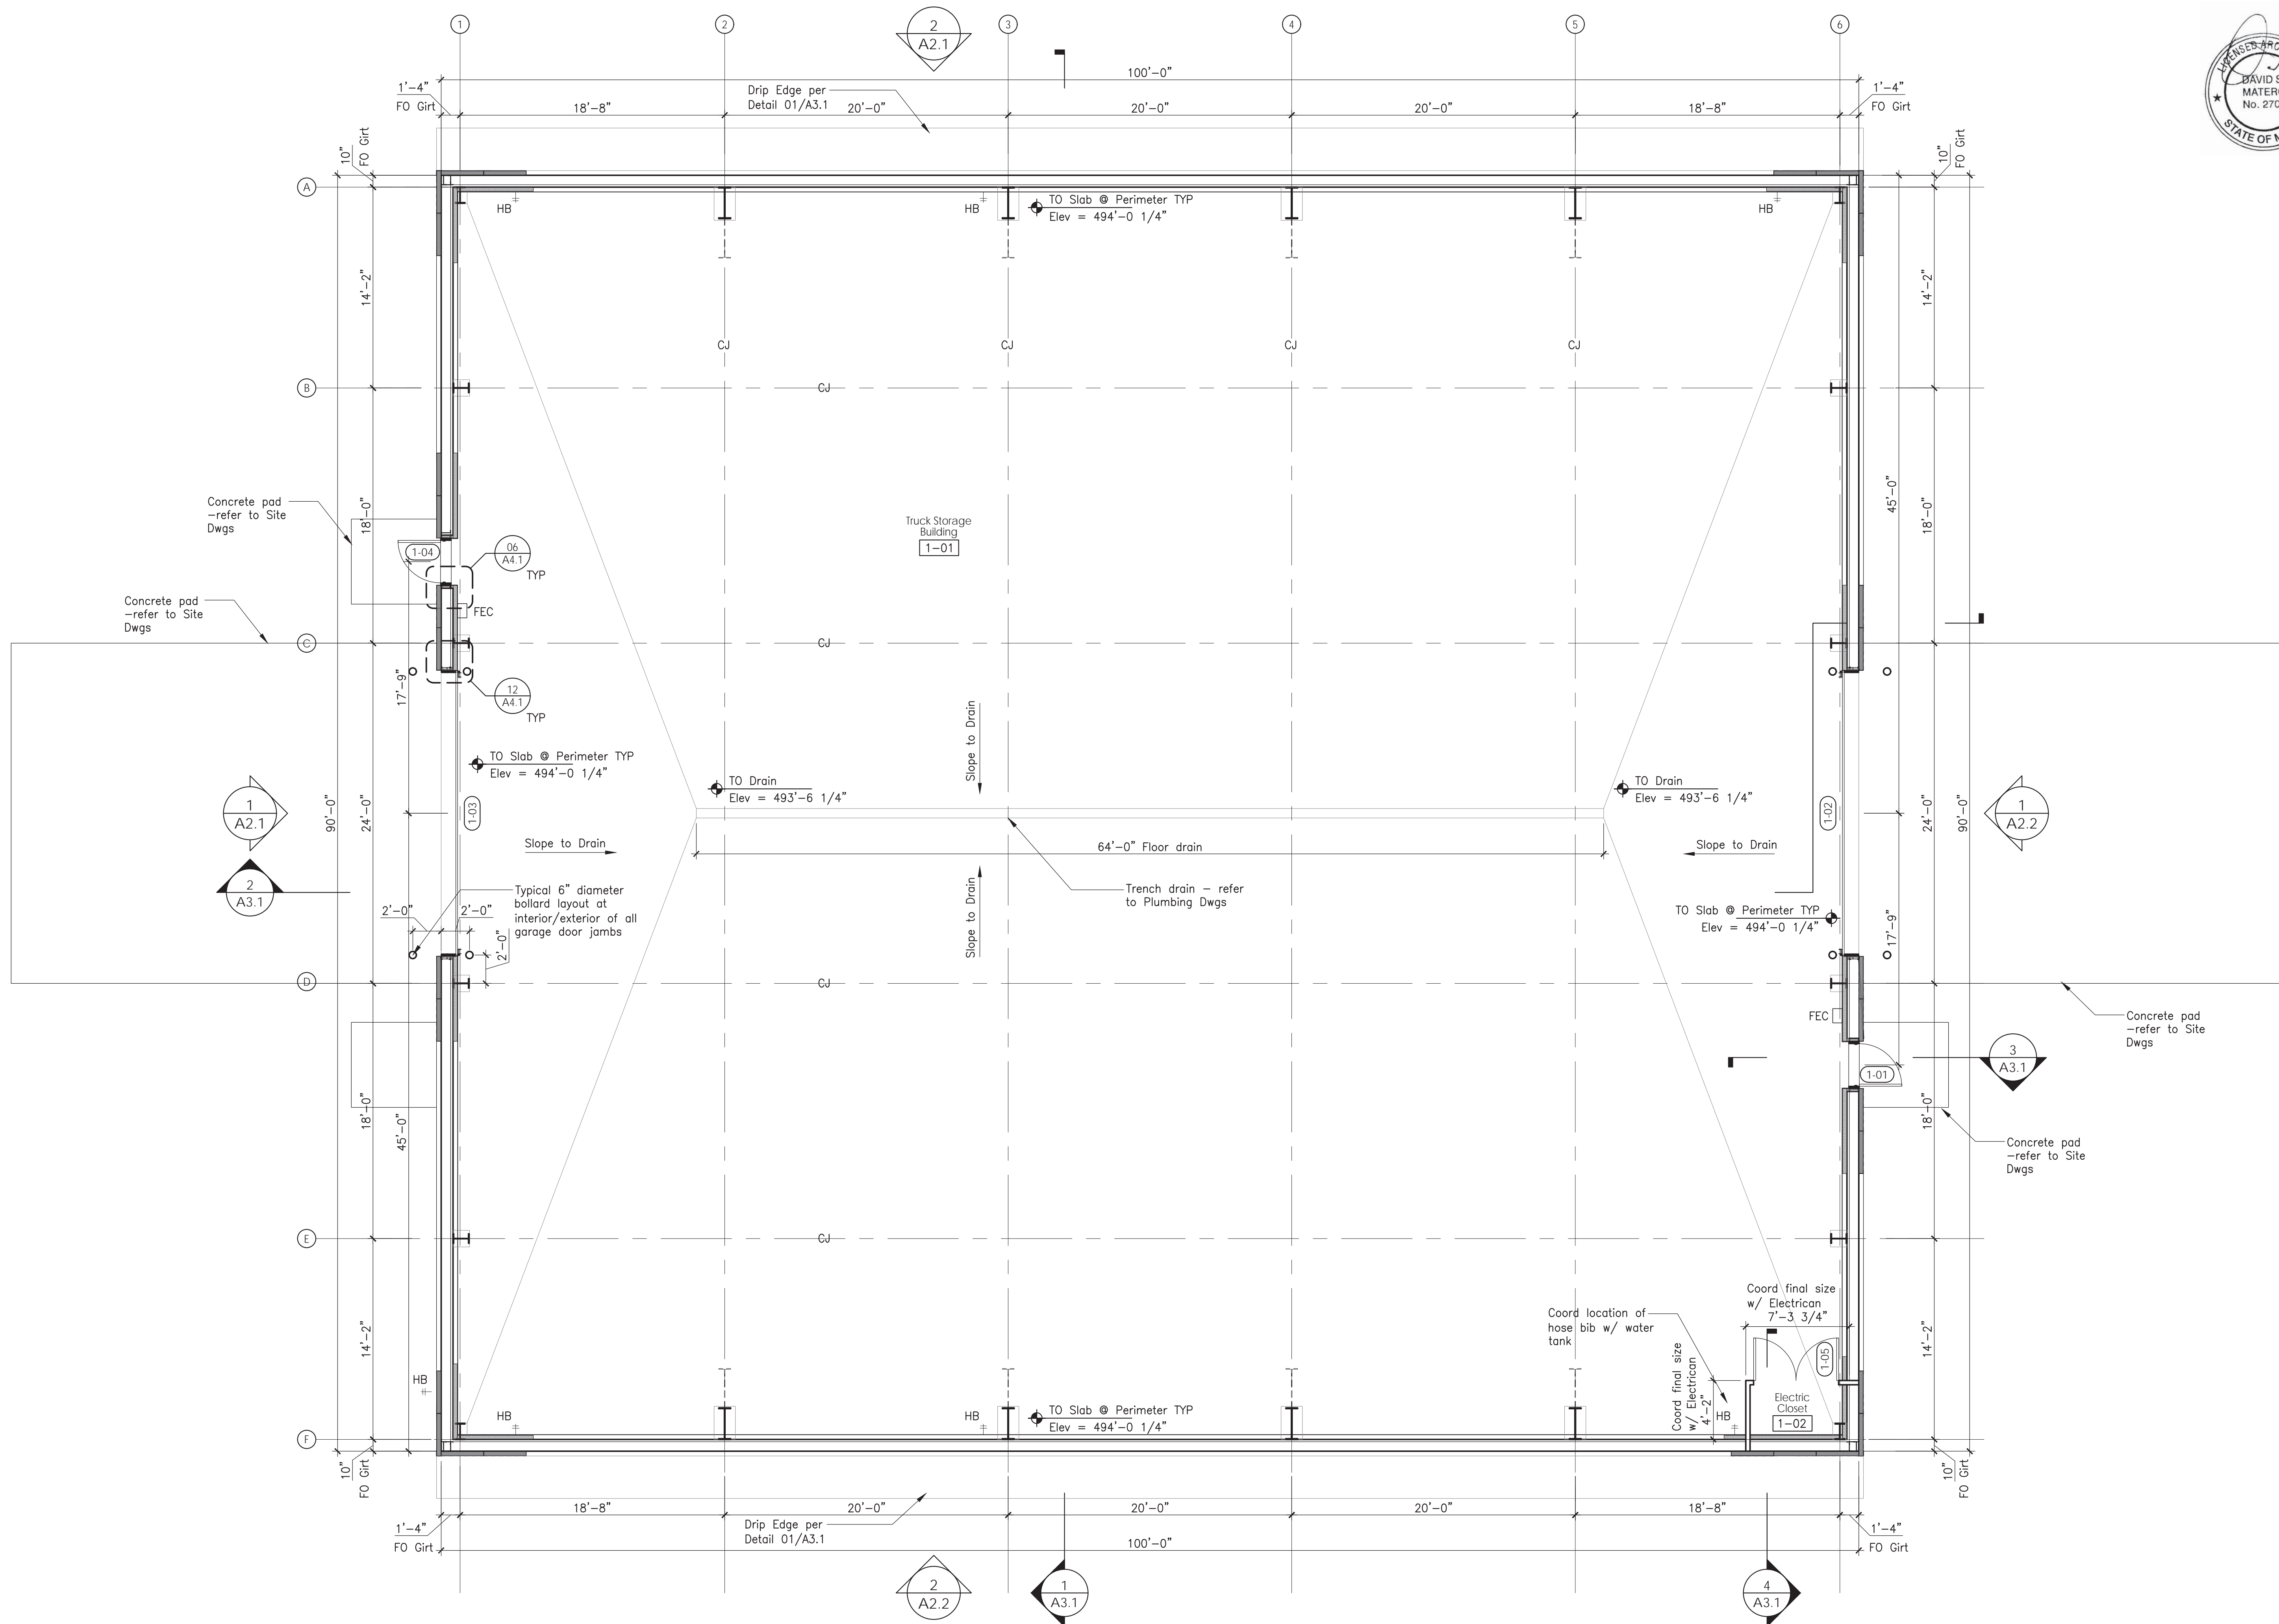 1
2
3
4
5
6
2
A2.1
LICENSED ARC
DAVID S
MATERO
No. 270
STATE OF M
100'-0"
1'-4"
FO Girt
18'-8"
20'-0"
20'-0"
20'-0"
18'-8"
1'-4"
FO Girt
Drip Edge per
Detail 01/A3.1
10"
FO Girt
10"
FO Girt
A
HB
HB
TO Slab @ Perimeter TYP
Elev = 494'-0 1/4"
HB
14'-2"
14'-2"
CJ
CJ
CJ
CJ
B
CJ
Concrete pad
-refer to Site
Dwgs
18'-0"
Truck Storage
Building
1-01
45'-0"
18'-0"
1-04
06
A4.1
TYP
FEC
Concrete pad
-refer to Site
Dwgs
C
CJ
17'-9"
12
A4.1
TYP
TO Slab @ Perimeter TYP
Elev = 494'-0 1/4"
Slope to Drain
TO Drain
Elev = 493'-6 1/4"
TO Drain
Elev = 493'-6 1/4"
1
A2.1
90'-0"
24'-0"
1-03
1-02
24'-0"
90'-0"
1
A2.2
Slope to Drain
64'-0" Floor drain
Slope to Drain
2
A3.1
Typical 6" diameter
bollard layout at
interior/exterior of all
garage door jambs
2'-0"
2'-0"
2'-0"
Slope to Drain
Trench drain - refer
to Plumbing Dwgs
TO Slab @ Perimeter TYP
Elev = 494'-0 1/4"
17'-9"
D
CJ
FEC
Concrete pad
-refer to Site
Dwgs
3
A3.1
1-01
18'-0"
45'-0"
18'-0"
Concrete pad
-refer to Site
Dwgs
E
CJ
Coord final size
w/ Electrican
7'-3 3/4"
Coord location of
hose bib w/ water
tank
14'-2"
14'-2"
Coord final size
w/ Electrican
4'-2"
1-05
HB
Electric
Closet
1-02
HB
HB
TO Slab @ Perimeter TYP
Elev = 494'-0 1/4"
HB
F
10"
FO Girt
10"
FO Girt
18'-8"
20'-0"
20'-0"
20'-0"
18'-8"
1'-4"
FO Girt
Drip Edge per
Detail 01/A3.1
100'-0"
1'-4"
FO Girt
2
A2.2
1
A3.1
4
A3.1